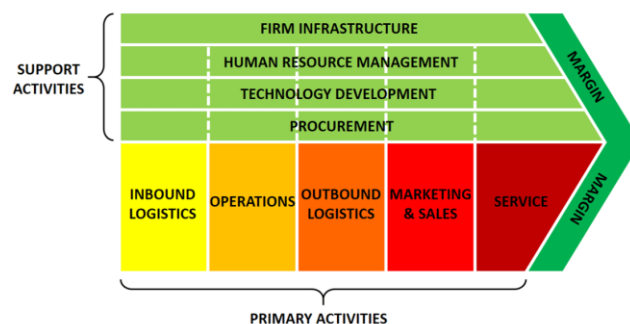 FIRM INFRASTRUCTURE
HUMAN RESOURCE MANAGEMENT
SUPPORT
ACTIVITIES
TECHNOLOGY DEVELOPMENT
PROCUREMENT
MARGIN
INBOUND
LOGISTICS
OPERATIONS
OUTBOUND
LOGISTICS
MARKETING
& SALES
SERVICE
MARGIN
PRIMARY ACTIVITIES